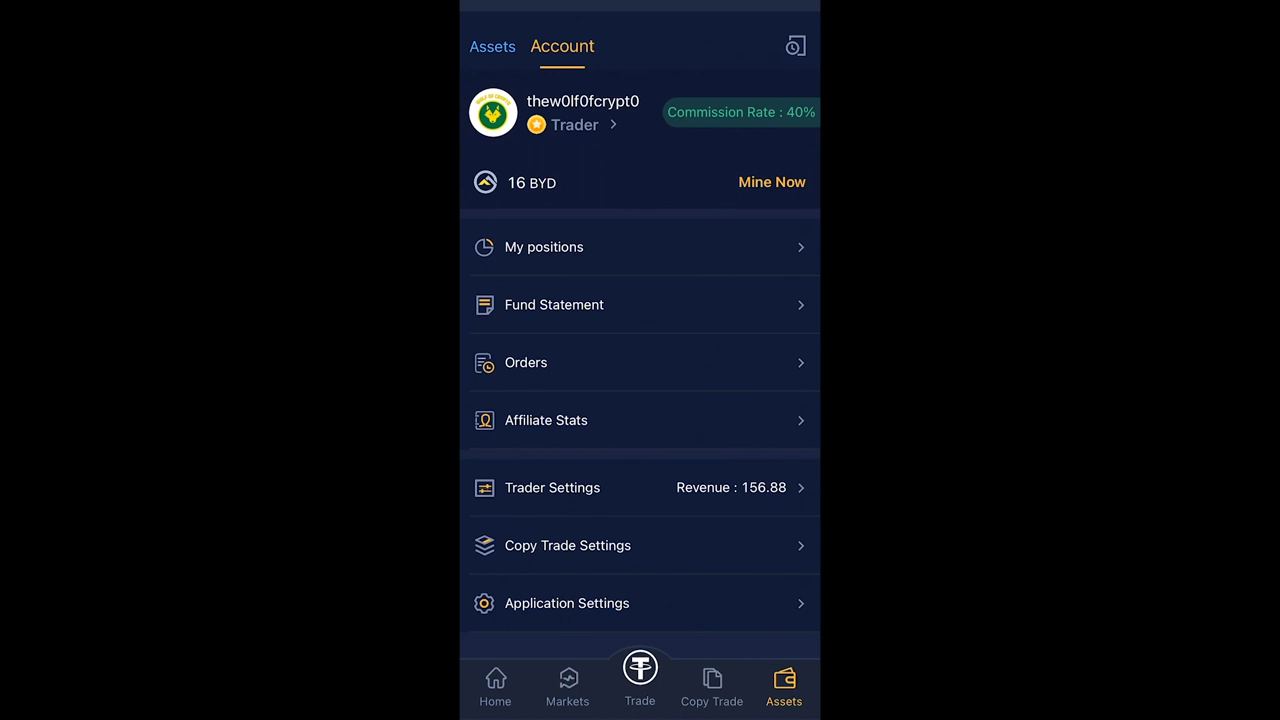 Assets Account
thew0lf0fcrypt0
Trader
Commission Rate : 40%
16 BYD
Mine Now
My positions
Fund Statement
Orders
Affiliate Stats
Trader Settings
Revenue : 156.88
Copy Trade Settings
Application Settings
Home
Markets
Trade
Copy Trade
Assets